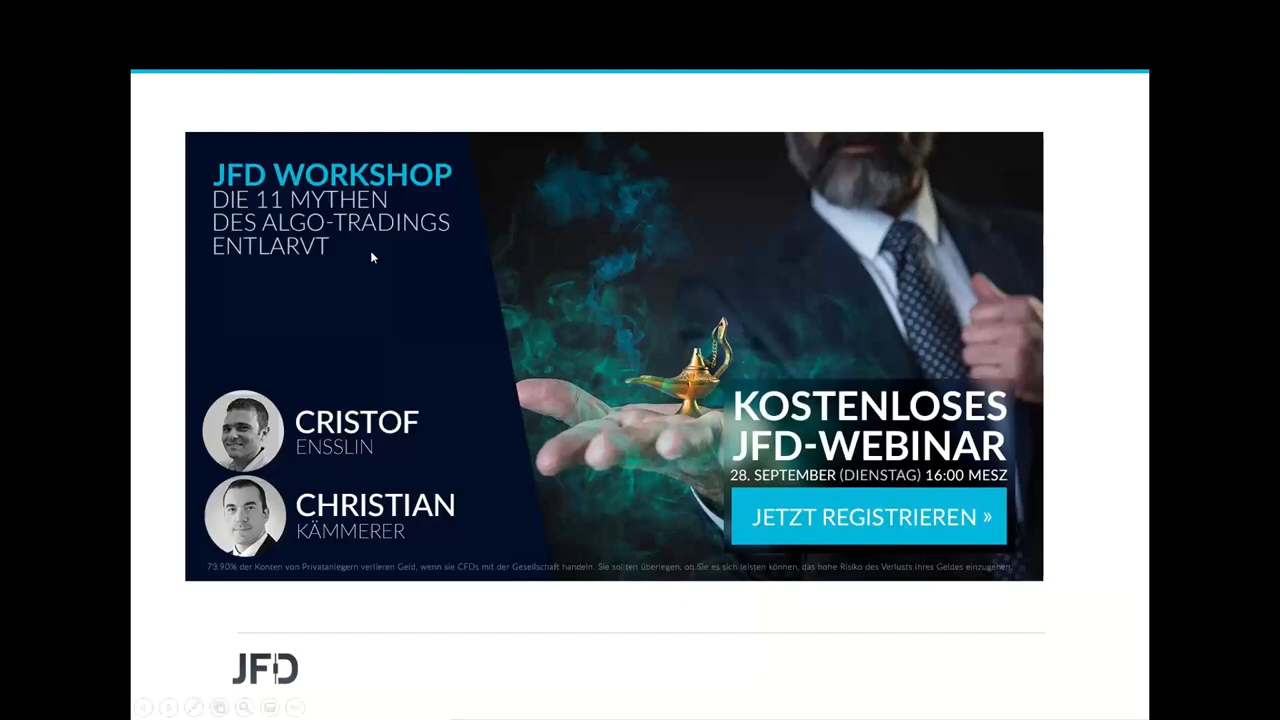 JFD WORKSHOP
DIE 11 MYTHEN
DES ALGO-TRADINGS
ENTLARVT
CRISTOF
ENSSLIN
CHRISTIAN
KÄMMERER
KOSTENLOSES
JFD-WEBINAR
28. SEPTEMBER (DIENSTAG) 16:00 MESZ
JETZT REGISTRIEREN »
73.90% der Konten von Privatanlegern verlieren Geld, wenn sie CFDs mit der Gesellschaft handeln. Sie sollten überlegen, ob Sie es sich leisten können, das hohe Risiko des Verlusts ihres Geldes einzugehen.
JFD